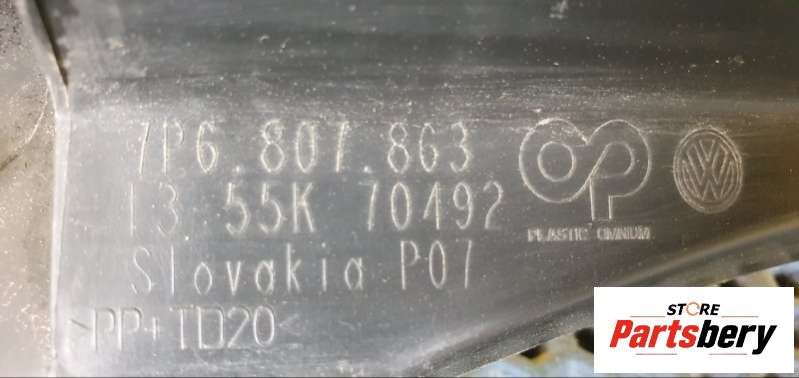 7P6.807.863
13 55K 70492
PLASTIC OMNIUM
Slovakia P07
>PP+TD20<
STORE
Partsbery